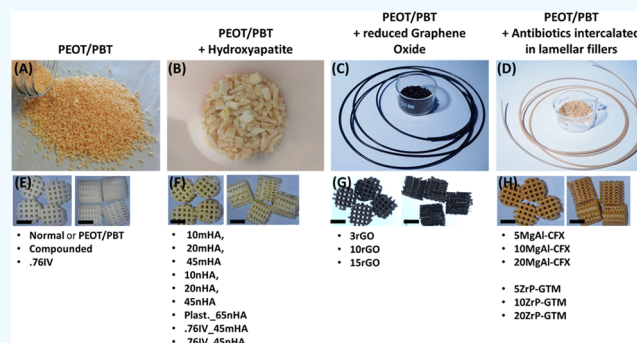 PEOT/PBT
PEOT/PBT
+ Hydroxyapatite
PEOT/PBT
+ reduced Graphene
Oxide
PEOT/PBT
+ Antibiotics intercalated
in lamellar fillers
(A)
(B)
(C)
(D)
(E)
(F)
(G)
(H)
• Normal or PEOT/PBT
• Compounded
• .76IV
• 10mHA,
• 20mHA,
• 45mHA
• 10nHA,
• 20nHA,
• 45nHA
• Plast._65nHA
• .76IV_45mHA
• .76IV_45nHA
• 3rGO
• 10rGO
• 15rGO
• 5MgAl-CFX
• 10MgAl-CFX
• 20MgAl-CFX
• 5ZrP-GTM
• 10ZrP-GTM
• 20ZrP-GTM